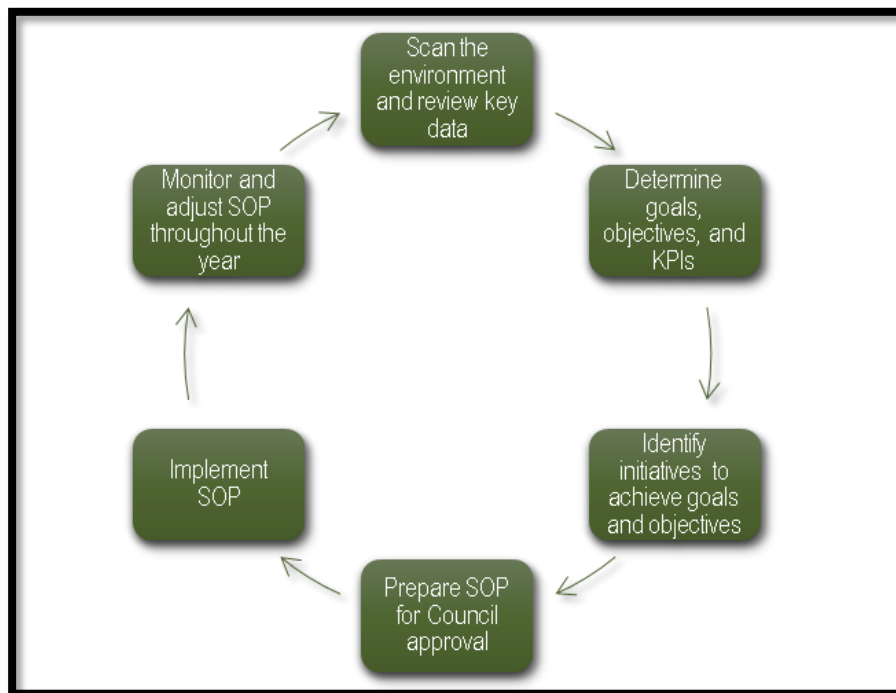 Scan the
environment
and review key
data
Determine
goals,
objectives, and
KPIs
Identify
initiatives to
achieve goals
and objectives
Prepare SOP
for Council
approval
Implement
SOP
Monitor and
adjust SOP
throughout the
year